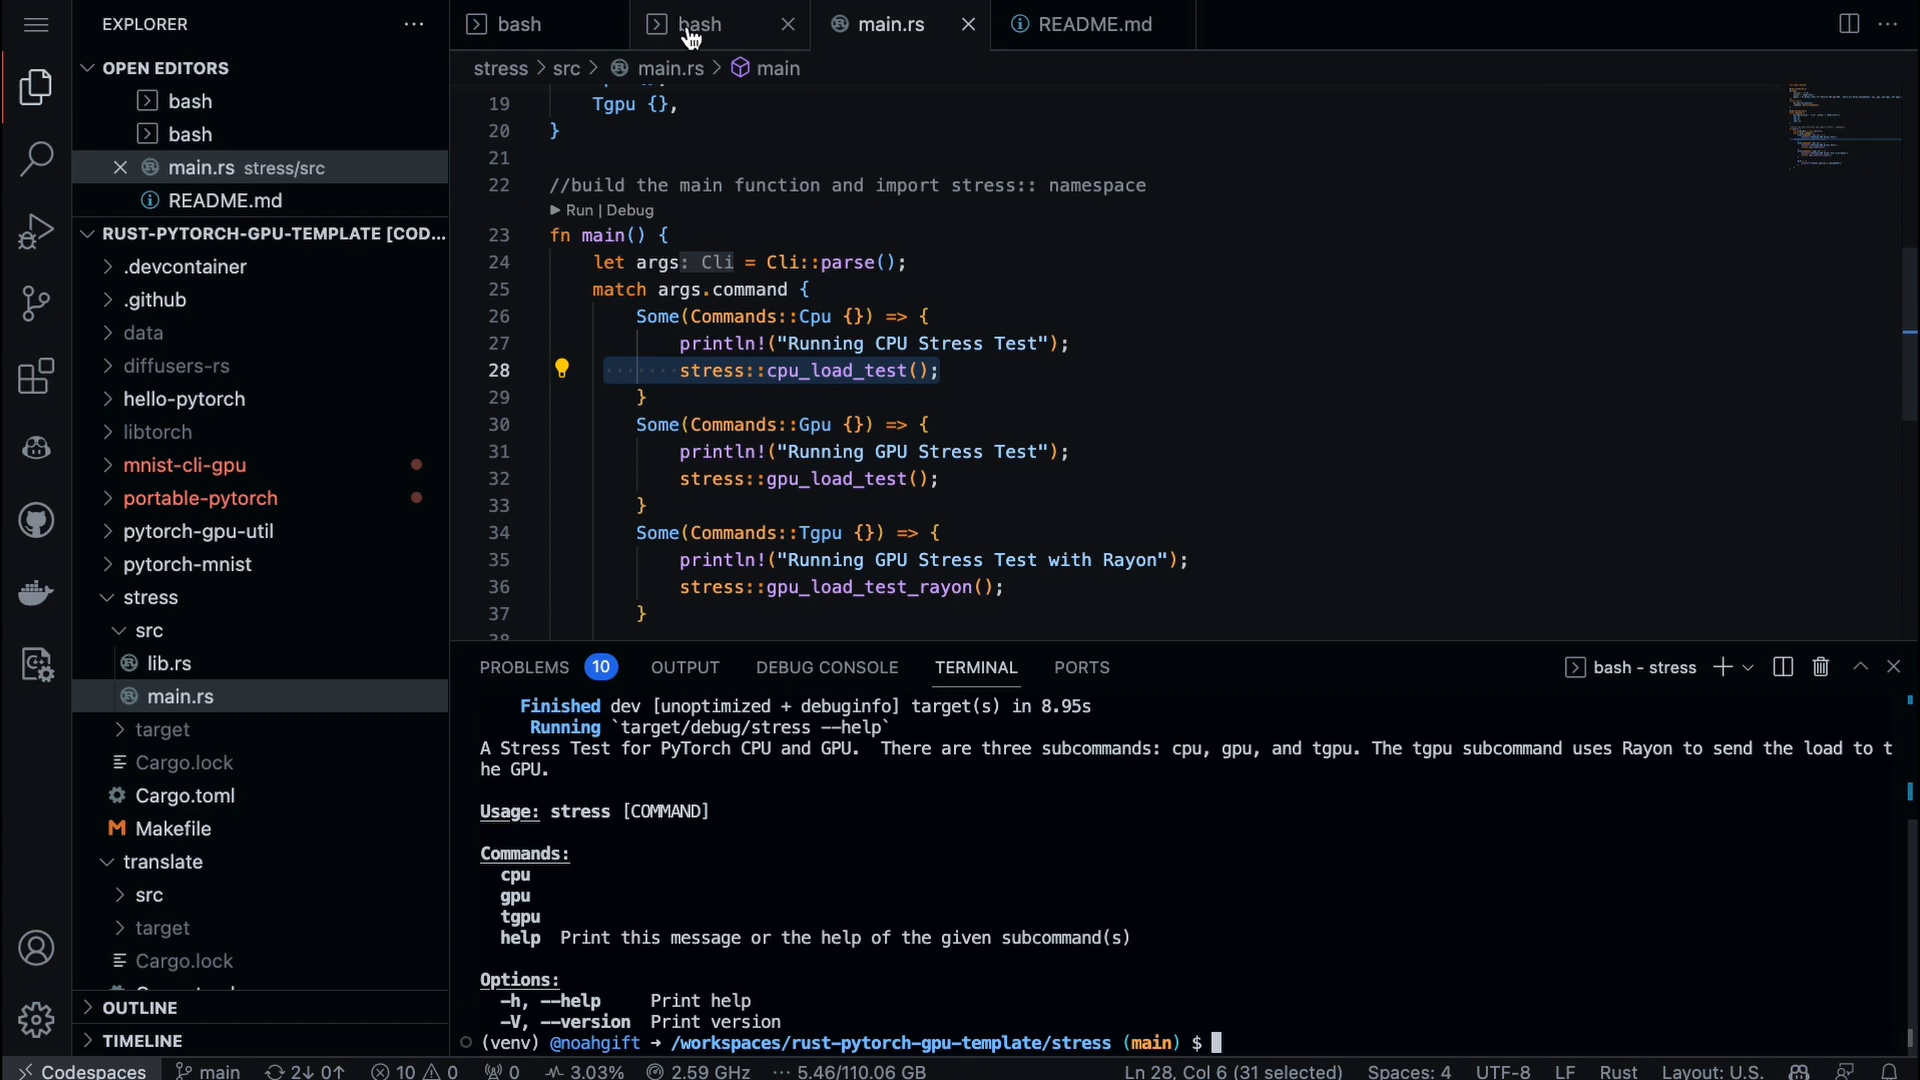 EXPLORER
OPEN EDITORS
bash
bash
main.rs stress/src
README.md
RUST-PYTORCH-GPU-TEMPLATE [COD...
.devcontainer
.github
data
diffusers-rs
hello-pytorch
libtorch
mnist-cli-gpu
portable-pytorch
pytorch-gpu-util
pytorch-mnist
stress
src
lib.rs
main.rs
target
Cargo.lock
Cargo.toml
Makefile
translate
src
target
Cargo.lock
OUTLINE
TIMELINE
bash
bash
main.rs
README.md
stress > src > main.rs > main
19 Tgpu {},
20 }
21
22 //build the main function and import stress:: namespace
Run | Debug
23 fn main() {
24 let args: Cli = Cli::parse();
25 match args.command {
26 Some(Commands::Cpu {}) => {
27 println!("Running CPU Stress Test");
28 stress::cpu_load_test();
29 }
30 Some(Commands::Gpu {}) => {
31 println!("Running GPU Stress Test");
32 stress::gpu_load_test();
33 }
34 Some(Commands::Tgpu {}) => {
35 println!("Running GPU Stress Test with Rayon");
36 stress::gpu_load_test_rayon();
37 }
PROBLEMS 10 OUTPUT DEBUG CONSOLE TERMINAL PORTS
bash - stress
Finished dev [unoptimized + debuginfo] target(s) in 8.95s
Running `target/debug/stress --help`
A Stress Test for PyTorch CPU and GPU.  There are three subcommands: cpu, gpu, and tgpu. The tgpu subcommand uses Rayon to send the load to t
he GPU.
Usage: stress [COMMAND]
Commands:
cpu
gpu
tgpu
help Print this message or the help of the given subcommand(s)
Options:
-h, --help Print help
-V, --version Print version
(venv) @noahgift → /workspaces/rust-pytorch-gpu-template/stress (main) $
Codespaces main 2↓ 0↑ 10 0 0 3.03% 2.59 GHz 5.46/110.06 GB Ln 28, Col 6 (31 selected) Spaces: 4 UTF-8 LF Rust Layout: U.S.